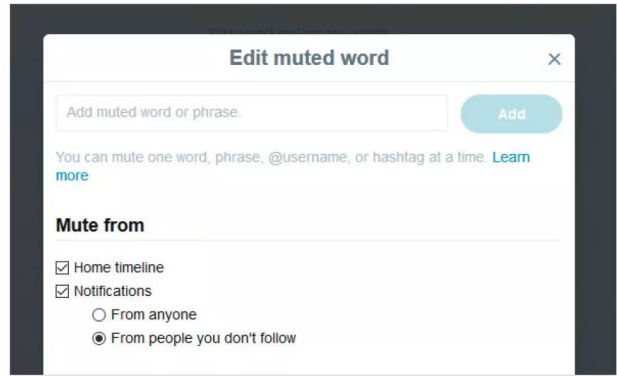 Edit muted word
Add muted word or phrase.
Add
You can mute one word, phrase, @username, or hashtag at a time. Learn
more
Mute from
Home timeline
Notifications
From anyone
From people you don't follow